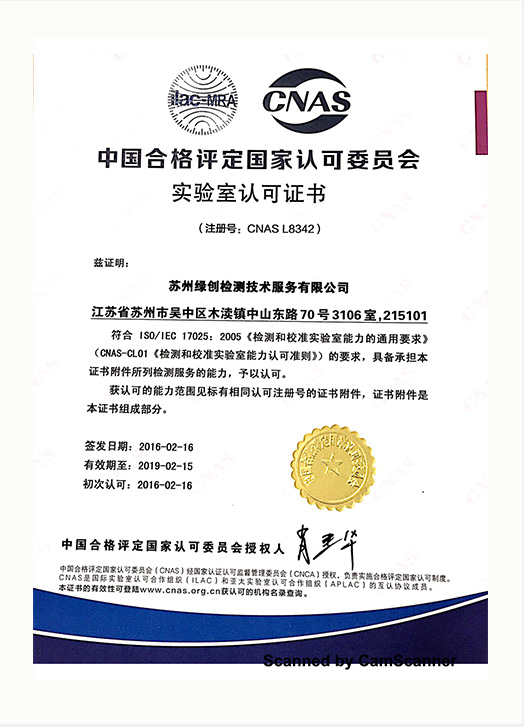 ilac-MRA
CNAS
中国合格评定国家认可委员会
实验室认可证书
（注册号：CNAS L8342）
兹证明：
苏州绿创检测技术服务有限公司
江苏省苏州市吴中区木渎镇中山东路70号3106室,215101
符合 ISO/IEC 17025：2005《检测和校准实验室能力的通用要求》
（CNAS-CL01《检测和校准实验室能力认可准则》）的要求，具备承担本
证书附件所列检测服务的能力，予以认可。
获认可的能力范围见标有相同认可注册号的证书附件，证书附件是
本证书组成部分。
签发日期：2016-02-16
有效期至：2019-02-15
初次认可：2016-02-16
中国合格评定国家认可委员会授权人
中国合格评定国家认可委员会（CNAS）经国家认证认可监督管理委员会（CNCA）授权，负责实施合格评定国家认可制度。
CNAS是国际实验室认可合作组织（ILAC）和亚太实验室认可合作组织（APLAC）的互认协议成员。
本证书的有效性可登陆www.cnas.org.cn获认可的机构名录查询。
Scanned by CamScanner